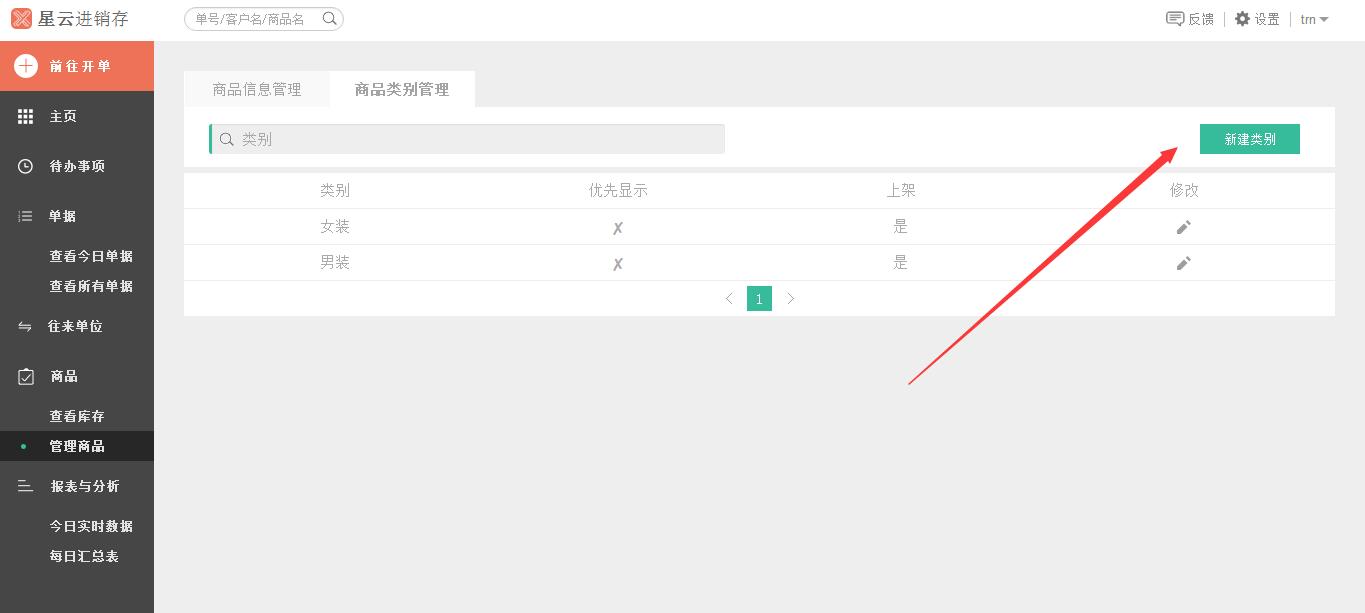 星云进销存
单号/客户名/商品名
反馈
设置
trn
前往开单
主页
待办事项
单据
查看今日单据
查看所有单据
往来单位
商品
查看库存
管理商品
报表与分析
今日实时数据
每日汇总表
商品信息管理
商品类别管理
类别
新建类别
类别 优先显示 上架 修改
女装 ✗ 是
男装 ✗ 是
1